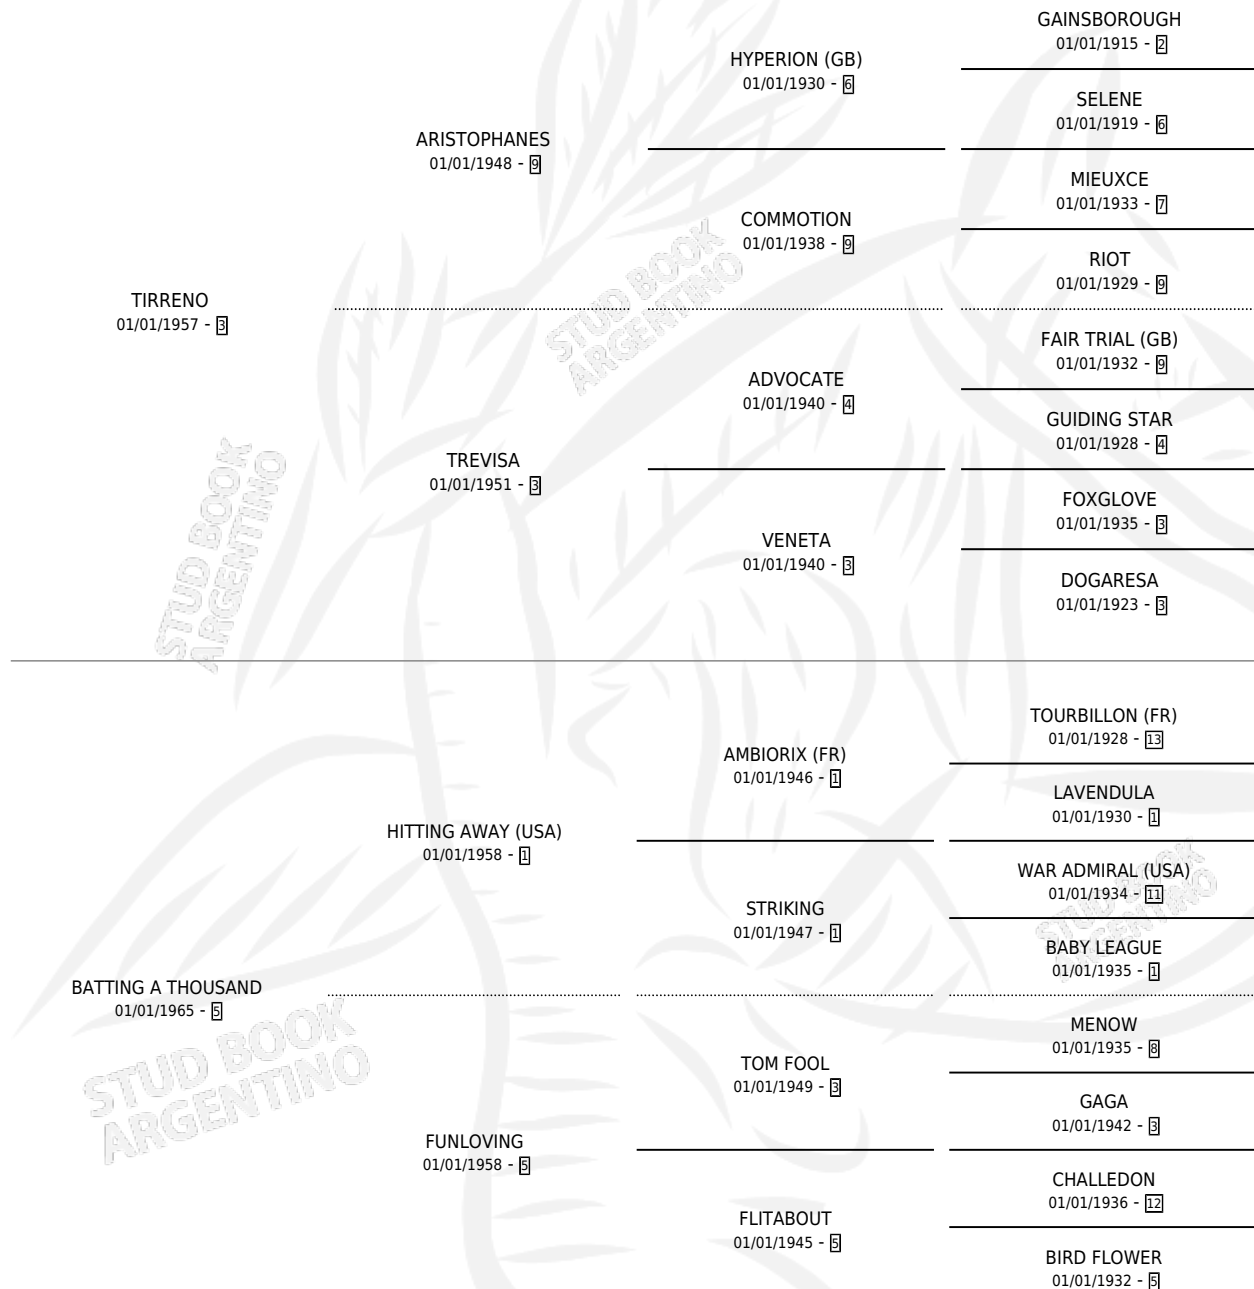 GAINSBOROUGH
01/01/1915 - 2
HYPERION (GB)
01/01/1930 - 6
SELENE
01/01/1919 - 6
ARISTOPHANES
01/01/1948 - 9
MIEUXCE
01/01/1933 - 7
COMMOTION
01/01/1938 - 9
RIOT
01/01/1929 - 9
TIRRENO
01/01/1957 - 3
FAIR TRIAL (GB)
01/01/1932 - 9
ADVOCATE
01/01/1940 - 4
GUIDING STAR
01/01/1928 - 4
TREVISA
01/01/1951 - 3
FOXGLOVE
01/01/1935 - 3
VENETA
01/01/1940 - 3
DOGARESA
01/01/1923 - 3
STUD BOOK
ARGENTINO
STUD BOOK
ARGENTINO
TOURBILLON (FR)
01/01/1928 - 13
AMBIORIX (FR)
01/01/1946 - 1
LAVENDULA
01/01/1930 - 1
HITTING AWAY (USA)
01/01/1958 - 1
WAR ADMIRAL (USA)
01/01/1934 - 11
STRIKING
01/01/1947 - 1
BABY LEAGUE
01/01/1935 - 1
BATTING A THOUSAND
01/01/1965 - 5
MENOW
01/01/1935 - 8
TOM FOOL
01/01/1949 - 3
GAGA
01/01/1942 - 3
FUNLOVING
01/01/1958 - 5
CHALLEDON
01/01/1936 - 12
FLITABOUT
01/01/1945 - 5
BIRD FLOWER
01/01/1932 - 5
STUD BOOK
ARGENTINO
STUD BOOK
ARGENTINO